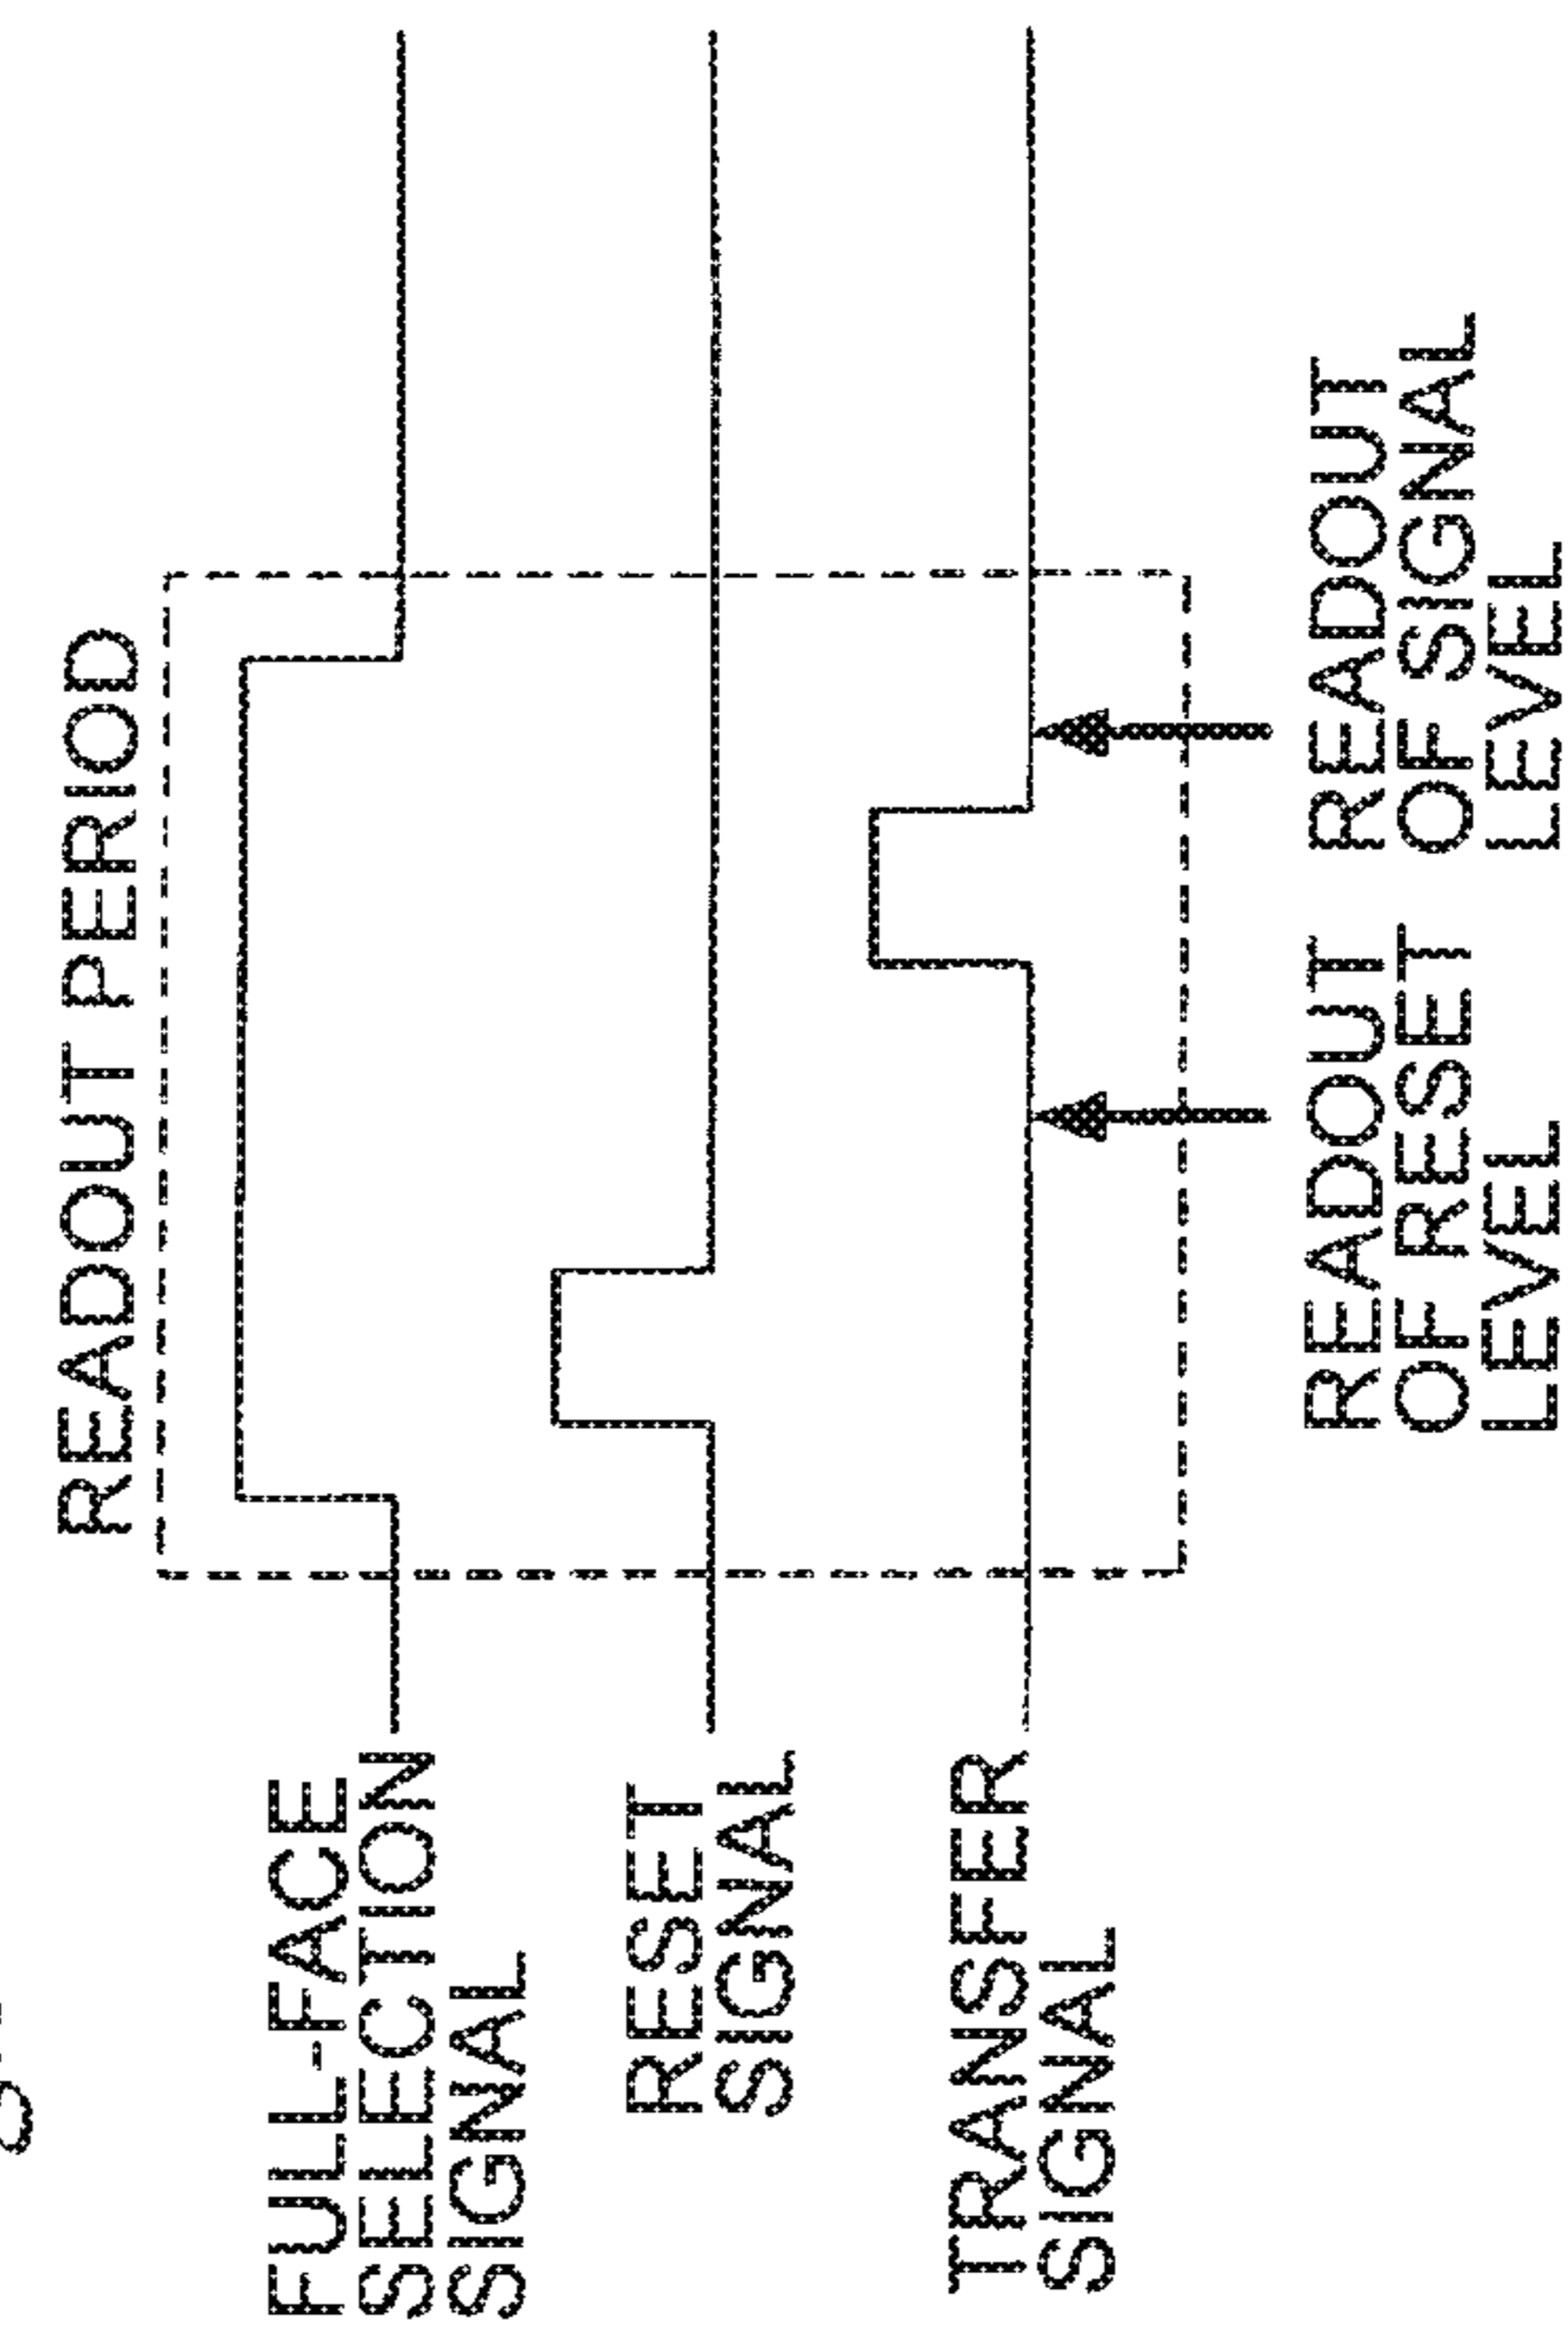 READOUT PERIOD
FULL-FACE
SELECTION
SIGNAL
RESET
SIGNAL
TRANSFER
SIGNAL
READOUT
OF RESET
LEVEL
READOUT
OF SIGNAL
LEVEL